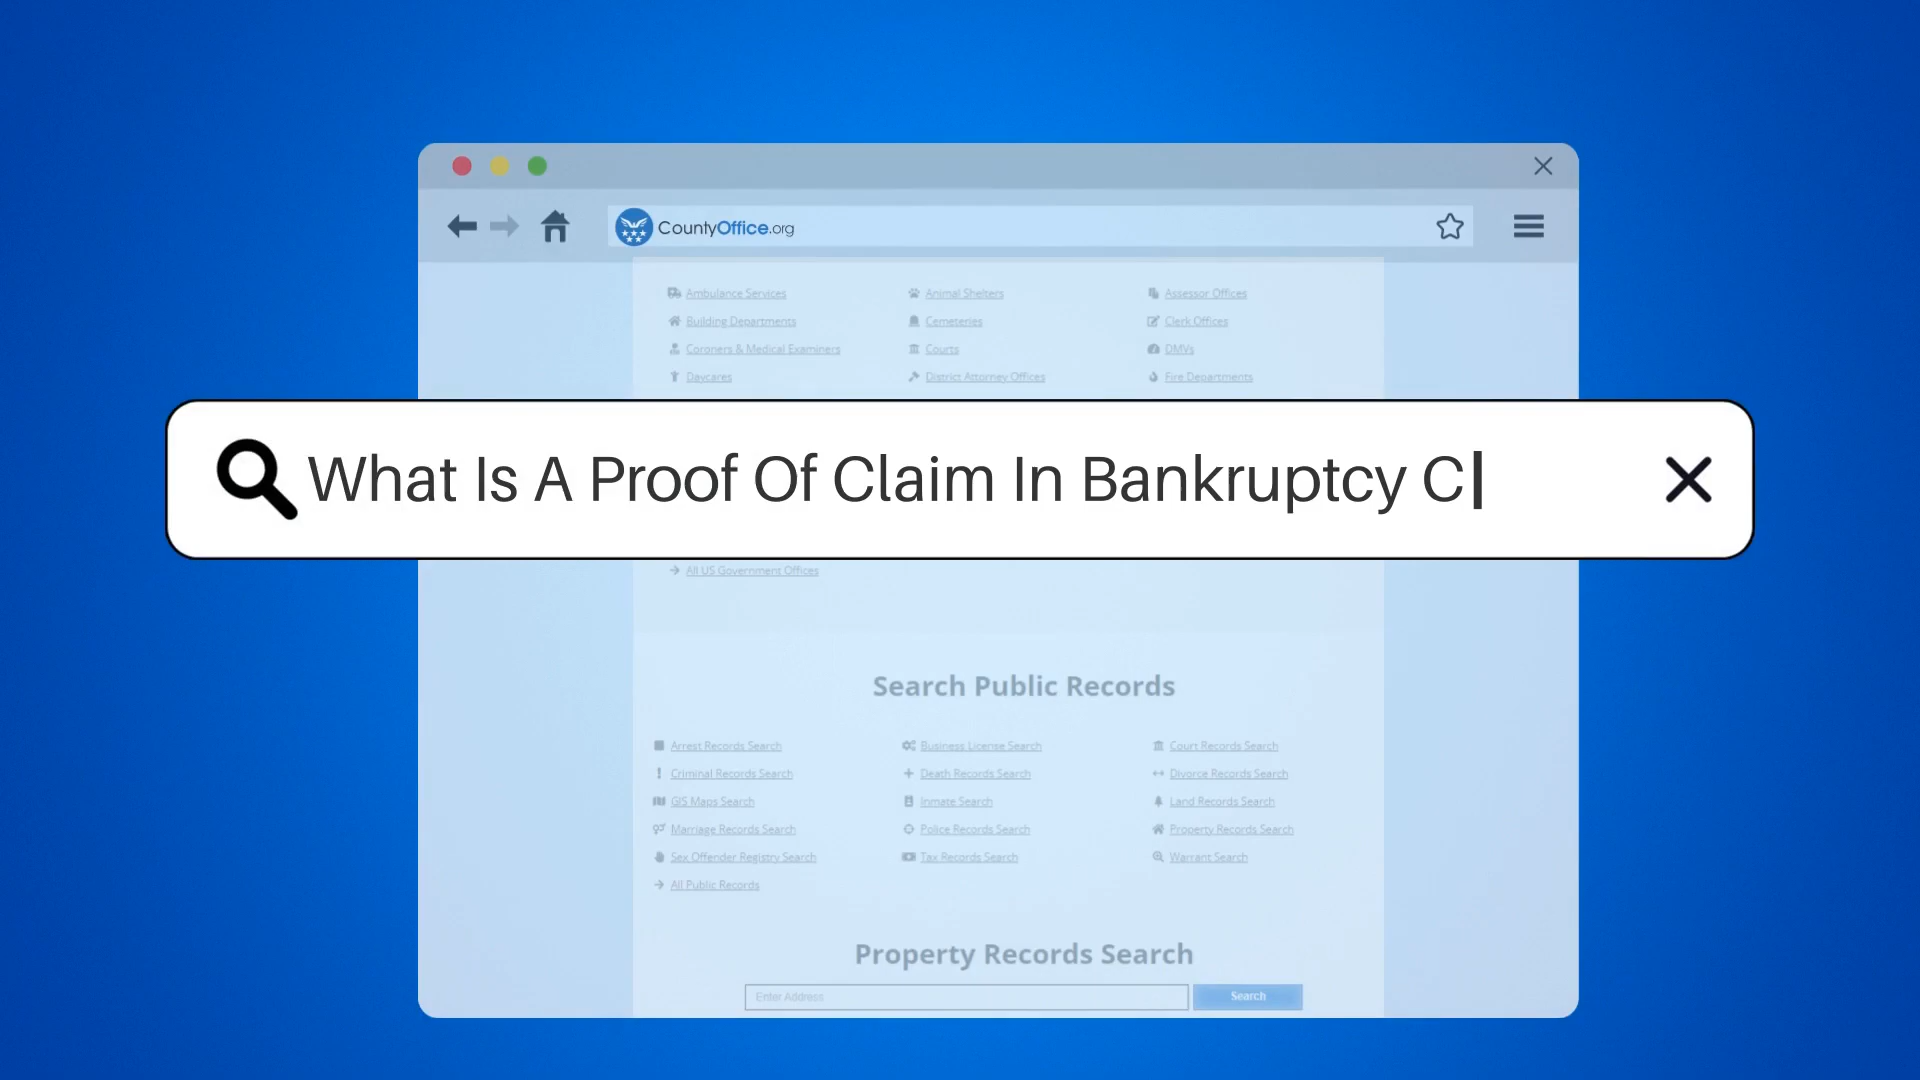 CountyOffice.org
Ambulance Services Animal Shelters Assessor Offices
Building Departments Cemeteries Clerk Offices
Coroners & Medical Examiners Courts DMVs
Daycares District Attorney Offices Fire Departments
What Is A Proof Of Claim In Bankruptcy C
All US Government Offices
Search Public Records
Arrest Records Search Business License Search Court Records Search
Criminal Records Search Death Records Search Divorce Records Search
GIS Maps Search Inmate Search Land Records Search
Marriage Records Search Police Records Search Property Records Search
Sex Offender Registry Search Tax Records Search Warrant Search
All Public Records
Property Records Search
Enter Address Search